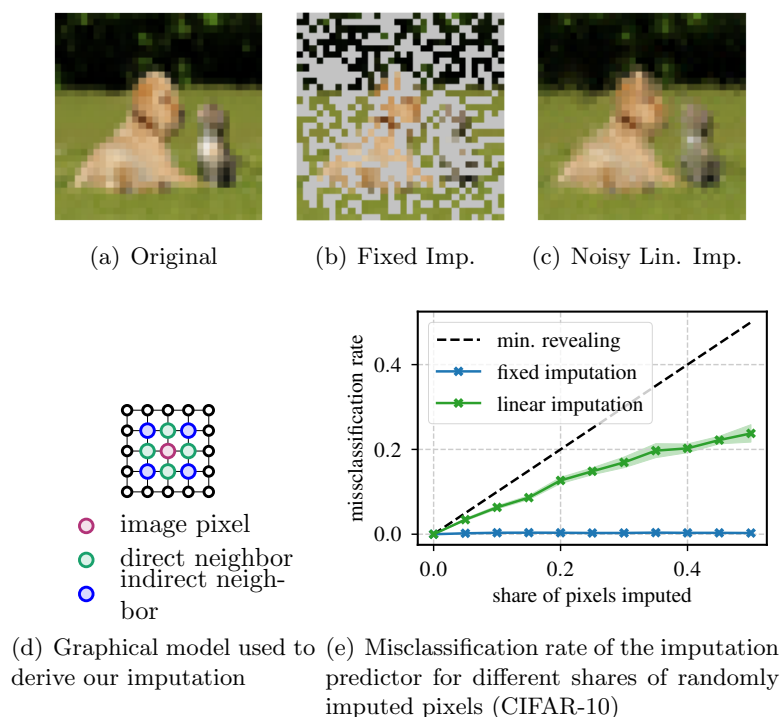 (a) Original
(b) Fixed Imp.
(c) Noisy Lin. Imp.
image pixel
direct neighbor
indirect neigh-
bor
(d) Graphical model used to
derive our imputation
missclassification rate
0.4
0.2
0.0
min. revealing
fixed imputation
linear imputation
0.0 0.2 0.4
share of pixels imputed
(e) Misclassification rate of the imputation
predictor for different shares of randomly
imputed pixels (CIFAR-10)